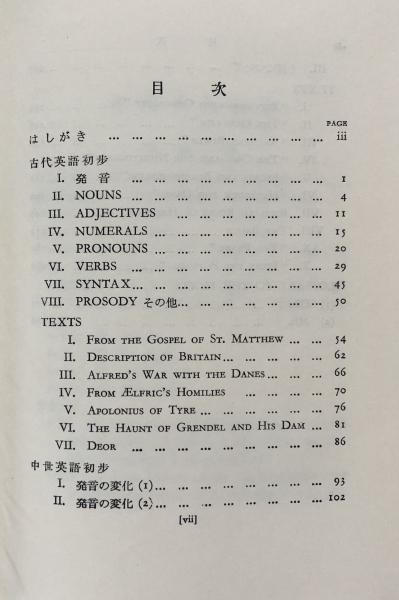 目次
PAGE
はしがき ... ... ... ... ... ... ... ... ... ... iii
古代英語初歩
I. 発音 ... ... ... ... ... ... ... ... ... 1
II. NOUNS ... ... ... ... ... ... ... ... ... 4
III. ADJECTIVES ... ... ... ... ... ... ... 11
IV. NUMERALS ... ... ... ... ... ... ... ... 15
V. PRONOUNS ... ... ... ... ... ... ... ... 20
VI. VERBS ... ... ... ... ... ... ... ... ... 29
VII. SYNTAX... ... ... ... ... ... ... ... ... 45
VIII. PROSODY その他... ... ... ... ... ... ... 50
TEXTS
I. FROM THE GOSPEL OF ST. MATTHEW ... ... 54
II. DESCRIPTION OF BRITAIN... ... ... ... ... 62
III. ALFRED'S WAR WITH THE DANES... ... ... 66
IV. FROM ÆLFRIC'S HOMILIES ... ... ... ... 70
V. APOLONIUS OF TYRE ... ... ... ... ... ... 76
VI. THE HAUNT OF GRENDEL AND HIS DAM ... 81
VII. DEOR ... ... ... ... ... ... ... ... ... 86
中世英語初歩
I. 発音の変化 (1)... ... ... ... ... ... ... ... 93
II. 発音の変化 (2)... ... ... ... ... ... ... ... 102
[vii]